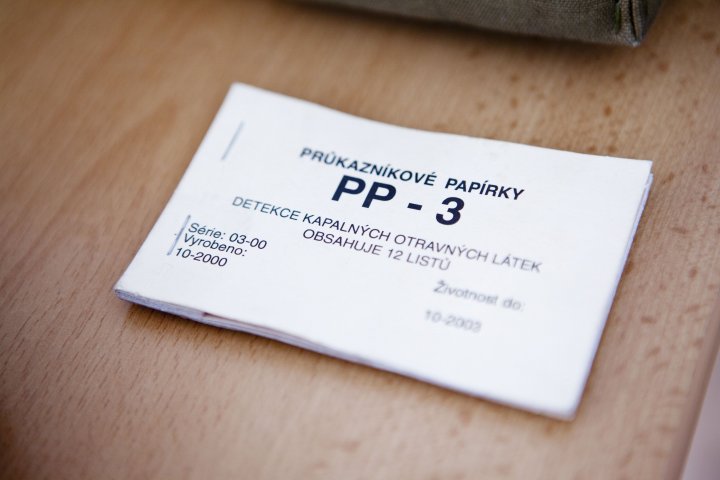 PRŮKAZNÍKOVÉ PAPÍRKY
PP - 3
DETEKCE KAPALNÝCH OTRAVNÝCH LÁTEK
OBSAHUJE 12 LISTŮ
Série: 03-00
Vyrobeno:
10-2000
Životnost do:
10-2003